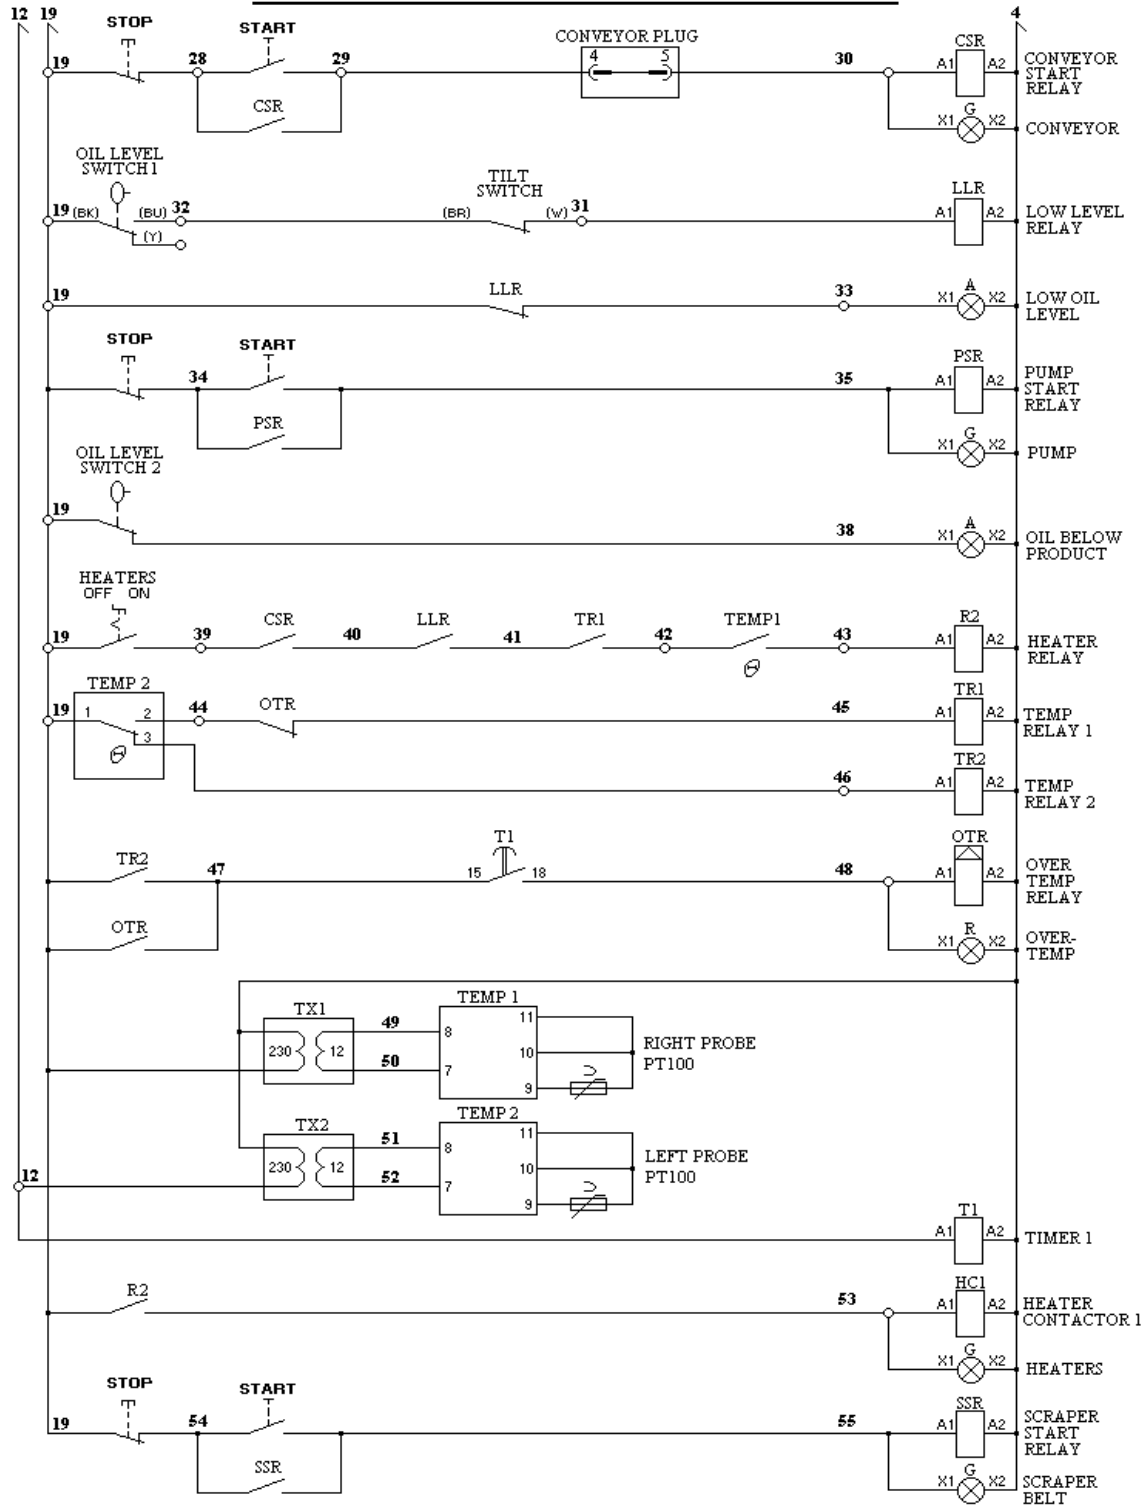 12 19 4
STOP START CONVEYOR PLUG CSR
19 28 29 4 5 30 A1 A2 CONVEYOR
START
RELAY
CSR X1 G X2 CONVEYOR
OIL LEVEL
SWITCH1
TILT
SWITCH
LLR
19 (BK) (BU) 32 (BR) (W) 31 A1 A2 LOW LEVEL
RELAY
(Y)
19 LLR 33 X1 A X2 LOW OIL
LEVEL
STOP START PSR
34 35 A1 A2 PUMP
START
RELAY
PSR X1 G X2 PUMP
OIL LEVEL
SWITCH 2
19 38 X1 A X2 OIL BELOW
PRODUCT
HEATERS
OFF ON
CSR LLR TR1 TEMP1 R2
19 39 40 41 42 43 A1 A2 HEATER
RELAY
TEMP 2 OTR TR1
19 1 2 44 45 A1 A2 TEMP
RELAY 1
3 TR2
46 A1 A2 TEMP
RELAY 2
T1 OTR
TR2 47 15 18 48 A1 A2 OVER
TEMP
RELAY
OTR X1 R X2 OVER-
TEMP
TX1 TEMP 1
49 8 11 RIGHT PROBE
PT100
230 12 50 7 10
9
TX2 TEMP 2
51 8 11 LEFT PROBE
PT100
230 12 52 7 10
12 9
T1
A1 A2 TIMER 1
R2 53 HC1
A1 A2 HEATER
CONTACTOR 1
X1 G X2 HEATERS
STOP START SSR
19 54 55 A1 A2 SCRAPER
START
RELAY
SSR X1 G X2 SCRAPER
BELT